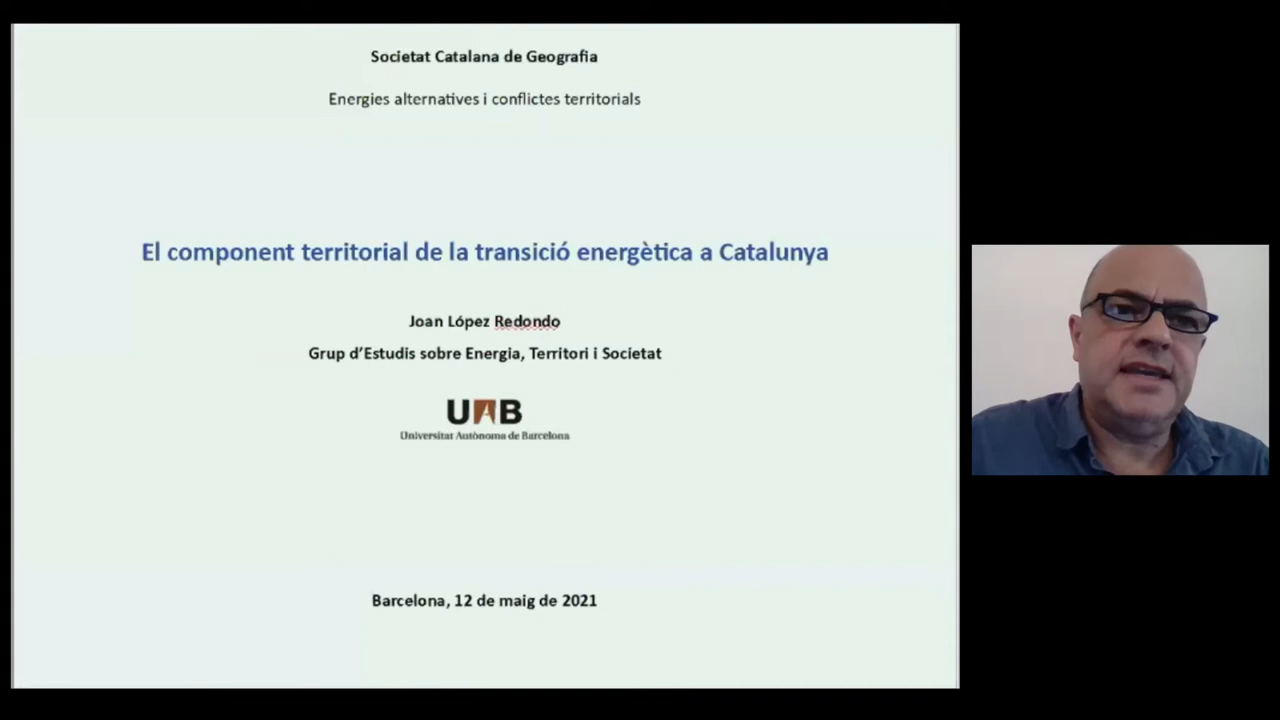 Societat Catalana de Geografia
Energies alternatives i conflictes territorials
El component territorial de la transició energètica a Catalunya
Joan López Redondo
Grup d’Estudis sobre Energia, Territori i Societat
UAB
Universitat Autònoma de Barcelona
Barcelona, 12 de maig de 2021